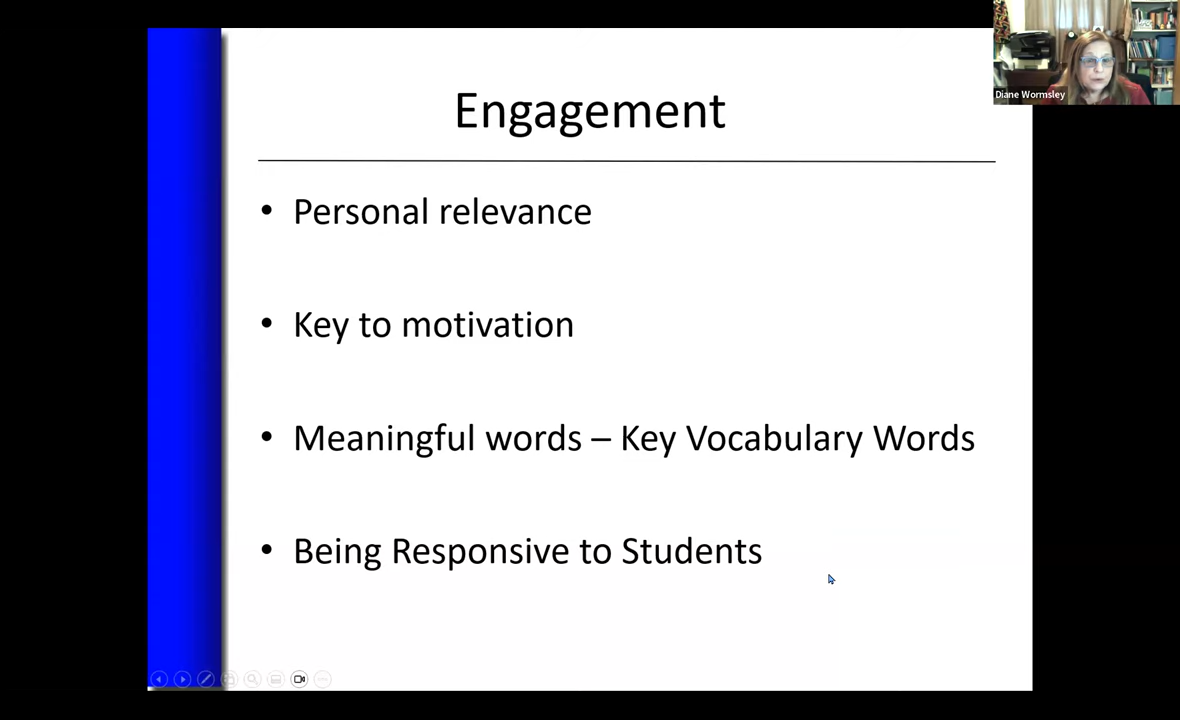 Diane Wormsley
Engagement
• Personal relevance
• Key to motivation
• Meaningful words – Key Vocabulary Words
• Being Responsive to Students